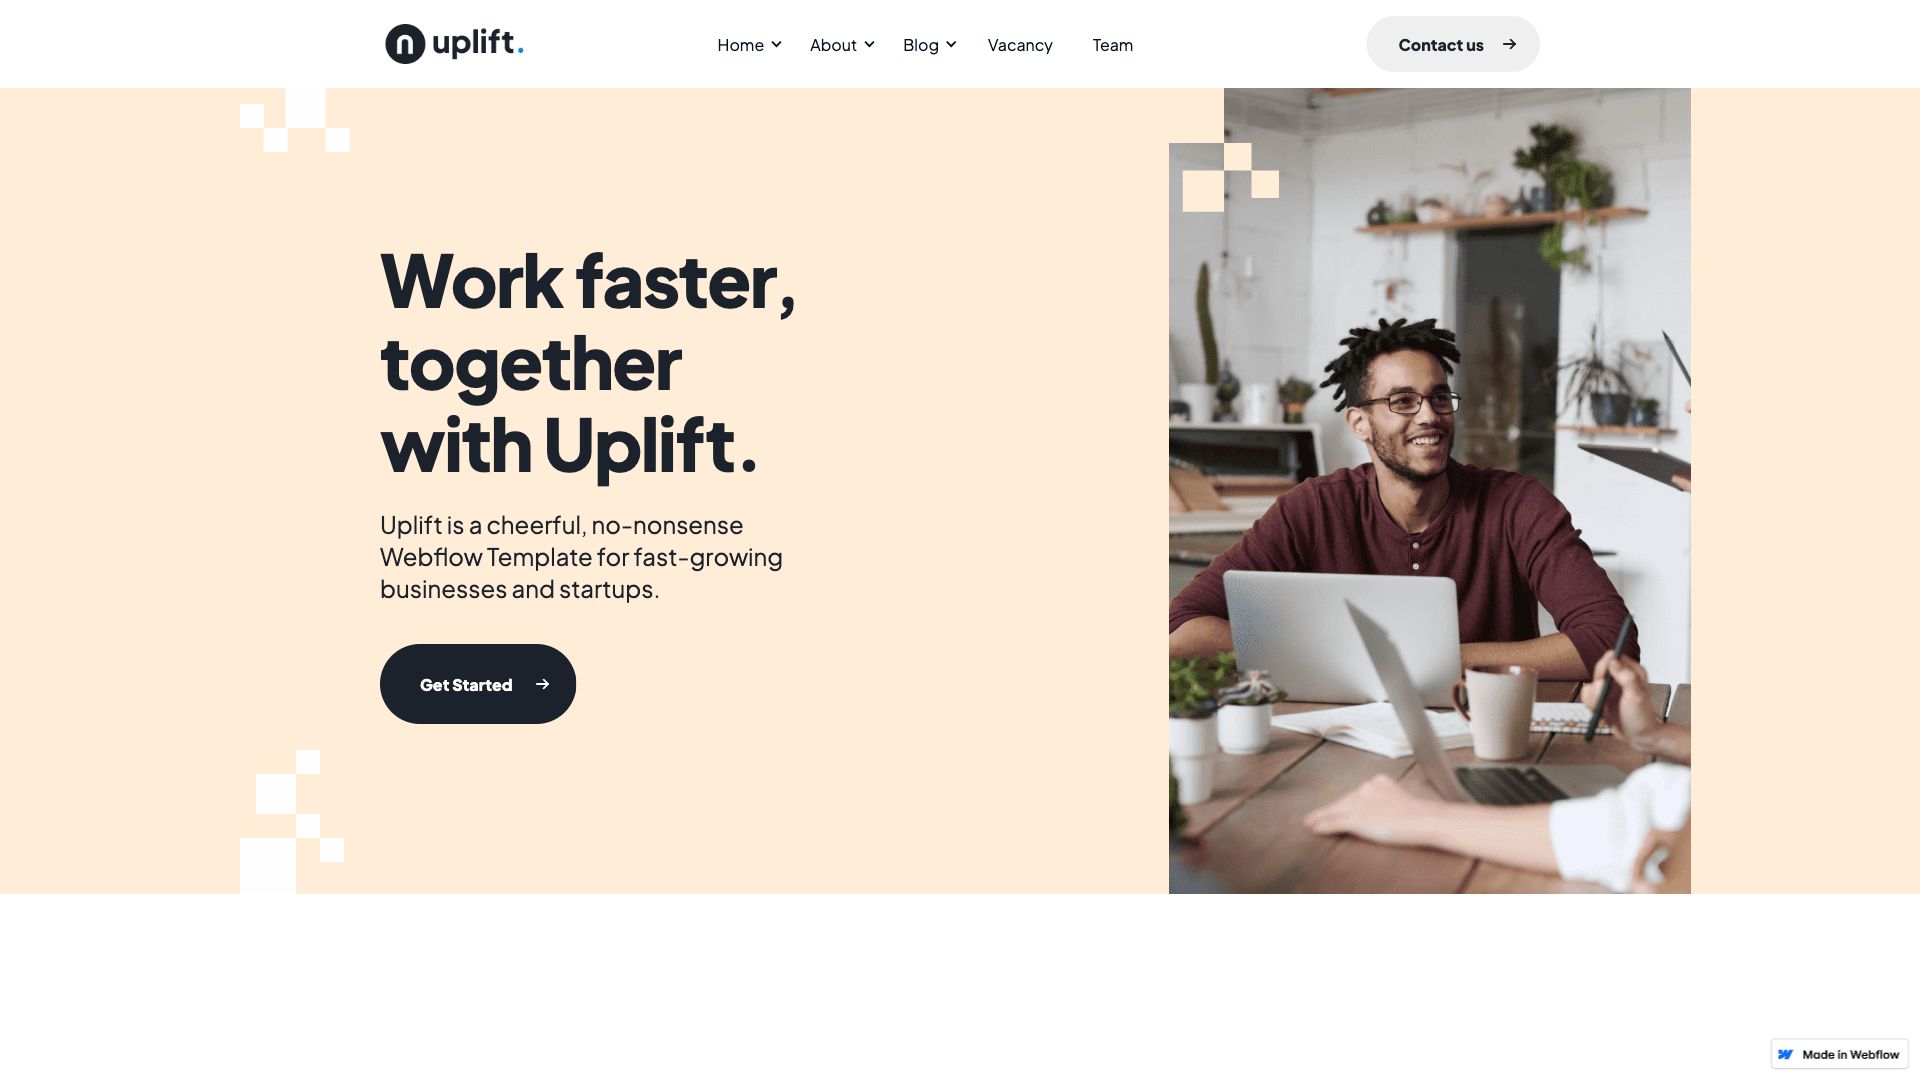 uplift.
Home
About
Blog
Vacancy
Team
Contact us
Work faster,
together
with Uplift.
Uplift is a cheerful, no-nonsense
Webflow Template for fast-growing
businesses and startups.
Get Started
Made in Webflow